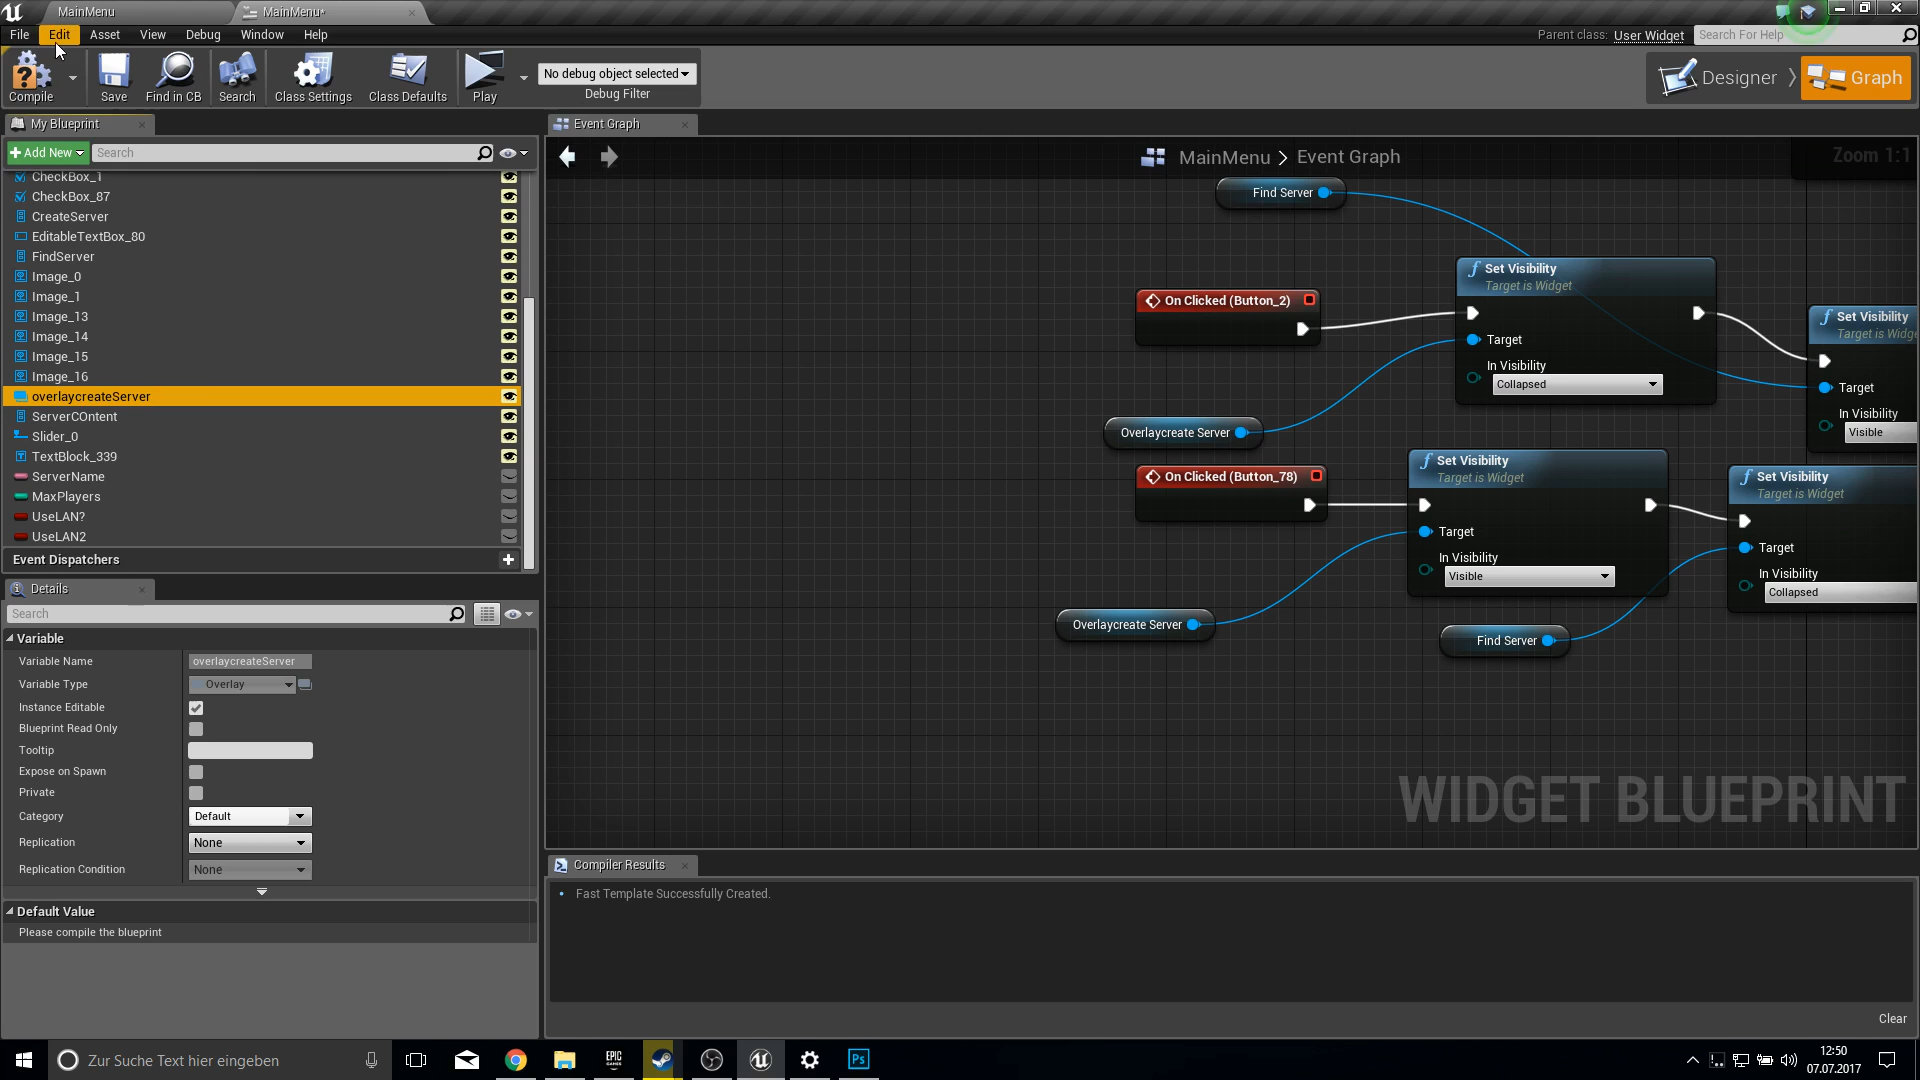 MainMenu
MainMenu*
File
Edit
Asset
View
Debug
Window
Help
Parent class:
User Widget
Search For Help
Compile
Save
Find in CB
Search
Class Settings
Class Defaults
Play
No debug object selected
Debug Filter
Designer
Graph
My Blueprint
Add New
Search
CheckBox_1
CheckBox_87
CreateServer
EditableTextBox_80
FindServer
Image_0
Image_1
Image_13
Image_14
Image_15
Image_16
overlaycreateServer
ServerCOntent
Slider_0
TextBlock_339
ServerName
MaxPlayers
UseLAN?
UseLAN2
Event Dispatchers
Details
Search
Variable
Variable Name
overlaycreateServer
Variable Type
Overlay
Instance Editable
Blueprint Read Only
Tooltip
Expose on Spawn
Private
Category
Default
Replication
None
Replication Condition
None
Default Value
Please compile the blueprint
Event Graph
MainMenu > Event Graph
Zoom 1:1
Find Server
On Clicked (Button_2)
Set Visibility
Target is Widget
Target
In Visibility
Collapsed
Set Visibility
Target is Widge
Target
In Visibility
Visible
Overlaycreate Server
On Clicked (Button_78)
Set Visibility
Target is Widget
Target
In Visibility
Visible
Set Visibility
Target is Widget
Target
In Visibility
Collapsed
Overlaycreate Server
Find Server
WIDGET BLUEPRINT
Compiler Results
Fast Template Successfully Created.
Clear
Zur Suche Text hier eingeben
EPIC
GAMES
Ps
12:50
07.07.2017